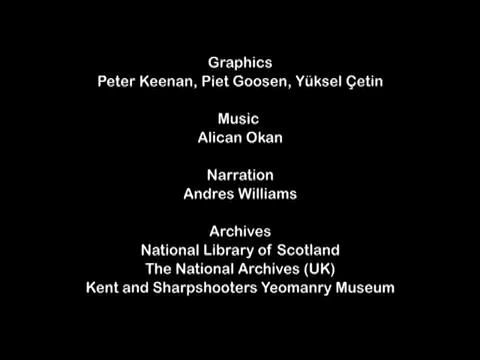 Graphics
Peter Keenan, Piet Goosen, Yüksel Çetin
Music
Alican Okan
Narration
Andres Williams
Archives
National Library of Scotland
The National Archives (UK)
Kent and Sharpshooters Yeomanry Museum